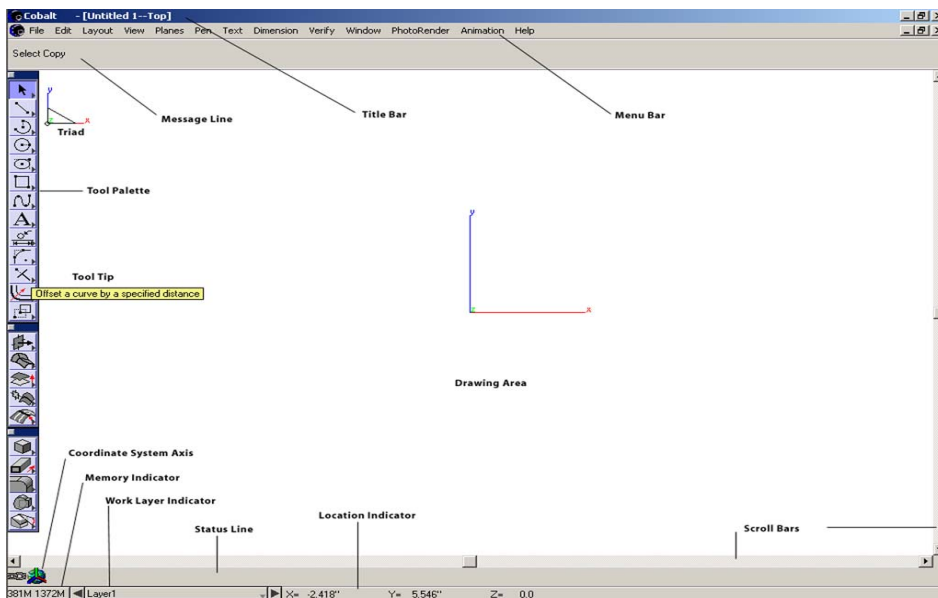 Cobalt - [Untitled 1--Top]
File Edit Layout View Planes Pen Text Dimension Verify Window PhotoRender Animation Help
Select Copy
y
x
z
Triad
Message Line
Title Bar
Menu Bar
Tool Palette
A
y
x
z
Tool Tip
Offset a curve by a specified distance
Drawing Area
Coordinate System Axis
Memory Indicator
Work Layer Indicator
Status Line
Location Indicator
Scroll Bars
381M 1372M Layer1 X= -2.418" Y= 5.546" Z= 0.0